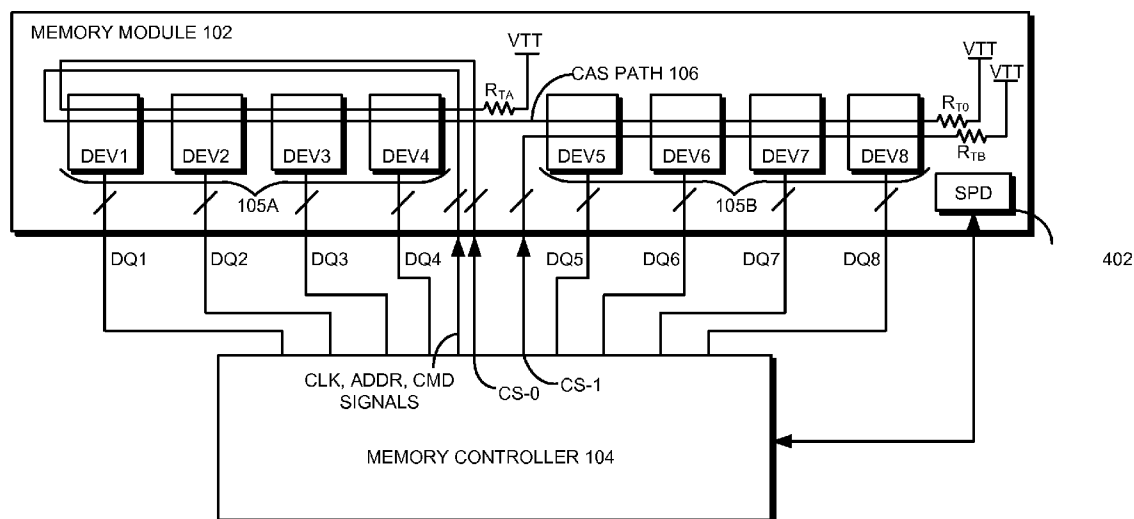 MEMORY MODULE 102
VTT
VTT
VTT
CAS PATH 106
RTA
RT0
RTB
DEV1 DEV2 DEV3 DEV4 DEV5 DEV6 DEV7 DEV8
105A 105B
SPD
DQ1 DQ2 DQ3 DQ4 DQ5 DQ6 DQ7 DQ8
402
CLK, ADDR, CMD
SIGNALS
CS-0
CS-1
MEMORY CONTROLLER 104